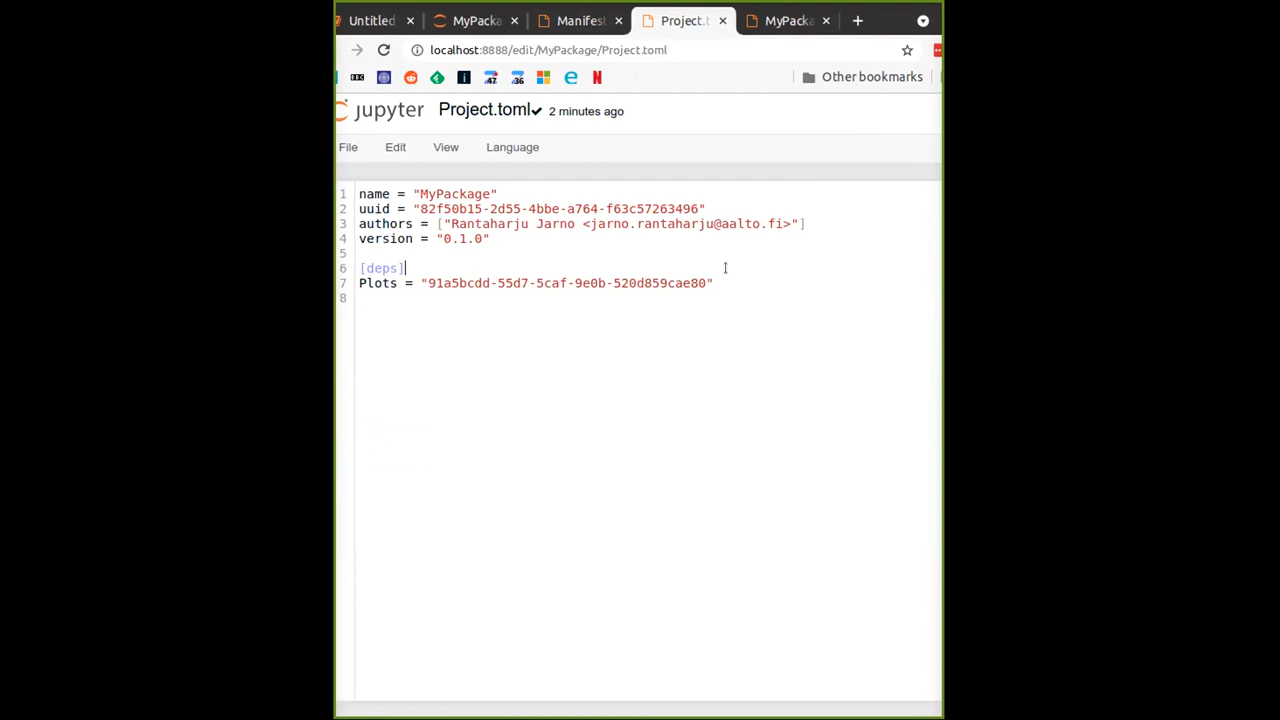 Untitled
MyPacka
Manifest
Project.t
MyPacka
localhost:8888/edit/MyPackage/Project.toml
BBC
47
36
Other bookmarks
jupyter Project.toml 2 minutes ago
File Edit View Language
1 name = "MyPackage"
2 uuid = "82f50b15-2d55-4bbe-a764-f63c57263496"
3 authors = ["Rantaharju Jarno <jarno.rantaharju@aalto.fi>"]
4 version = "0.1.0"
5
6 [deps]
7 Plots = "91a5bcdd-55d7-5caf-9e0b-520d859cae80"
8